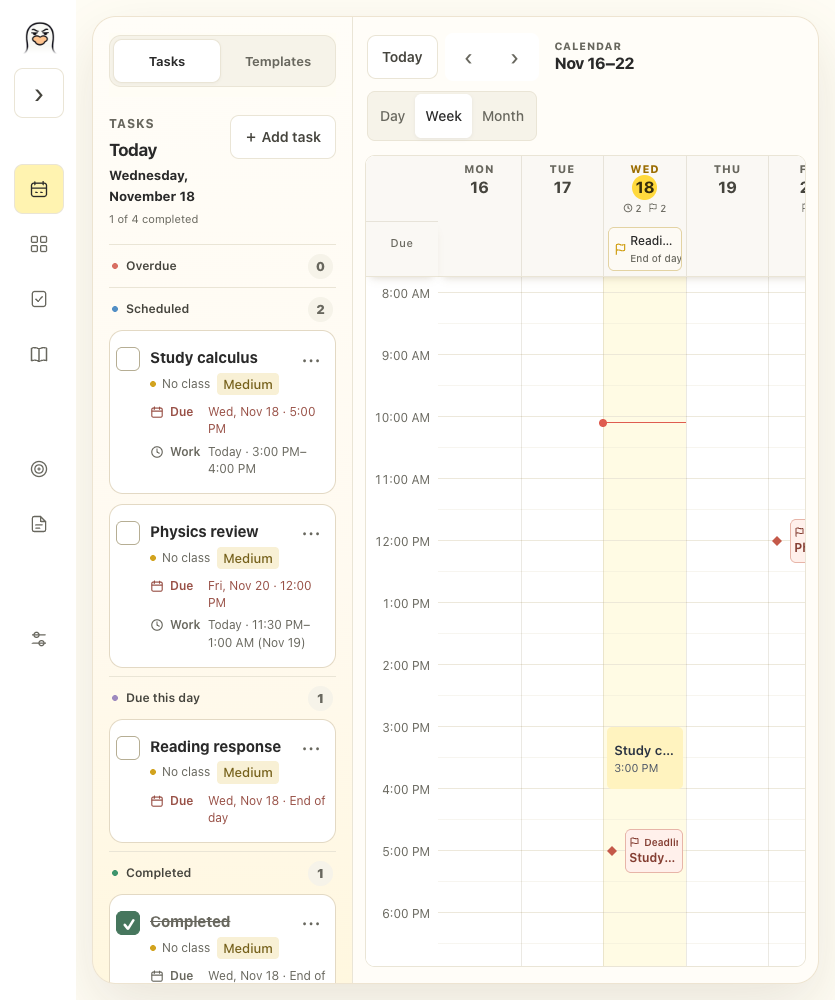 Tasks
Templates
TASKS
Today
Wednesday,
November 18
1 of 4 completed
+ Add task
Overdue
0
Scheduled
2
Study calculus
...
No class
Medium
Due
Wed, Nov 18 · 5:00
PM
Work
Today · 3:00 PM–
4:00 PM
Physics review
...
No class
Medium
Due
Fri, Nov 20 · 12:00
PM
Work
Today · 11:30 PM–
1:00 AM (Nov 19)
Due this day
1
Reading response
...
No class
Medium
Due
Wed, Nov 18 · End of
day
Completed
1
Completed
...
No class
Medium
Due
Wed, Nov 18 · End of
Today
‹
›
CALENDAR
Nov 16–22
Day
Week
Month
MON
16
TUE
17
WED
18
2
2
THU
19
Due
Readi...
End of day
8:00 AM
9:00 AM
10:00 AM
11:00 AM
12:00 PM
1:00 PM
2:00 PM
3:00 PM
Study c...
3:00 PM
4:00 PM
5:00 PM
Deadli
Study...
6:00 PM